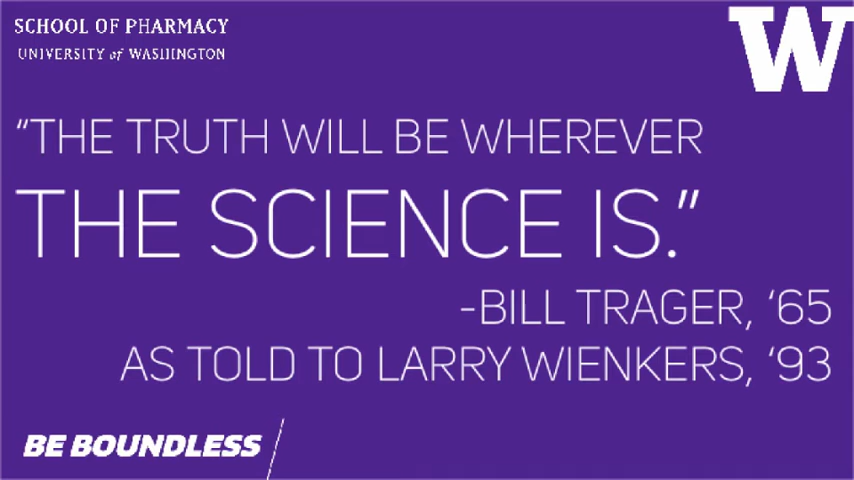 SCHOOL OF PHARMACY
UNIVERSITY of WASHINGTON
W
“THE TRUTH WILL BE WHEREVER
THE SCIENCE IS.”
-BILL TRAGER, ‘65
AS TOLD TO LARRY WIENKERS, ‘93
BE BOUNDLESS